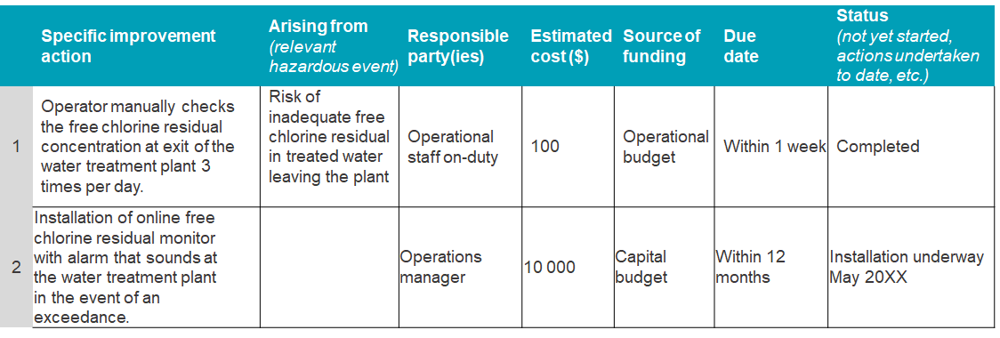 Specific improvement
action
Arising from
(relevant
hazardous event)
Responsible
party(ies)
Estimated
cost ($)
Source of
funding
Due
date
Status
(not yet started,
actions undertaken
to date, etc.)
1
Operator manually checks
the free chlorine residual
concentration at exit of the
water treatment plant 3
times per day.
Risk of
inadequate free
chlorine residual
in treated water
leaving the plant
Operational
staff on-duty
100
Operational
budget
Within 1 week
Completed
2
Installation of online free
chlorine residual monitor
with alarm that sounds at
the water treatment plant
in the event of an
exceedance.
Operations
manager
10 000
Capital
budget
Within 12
months
Installation underway
May 20XX